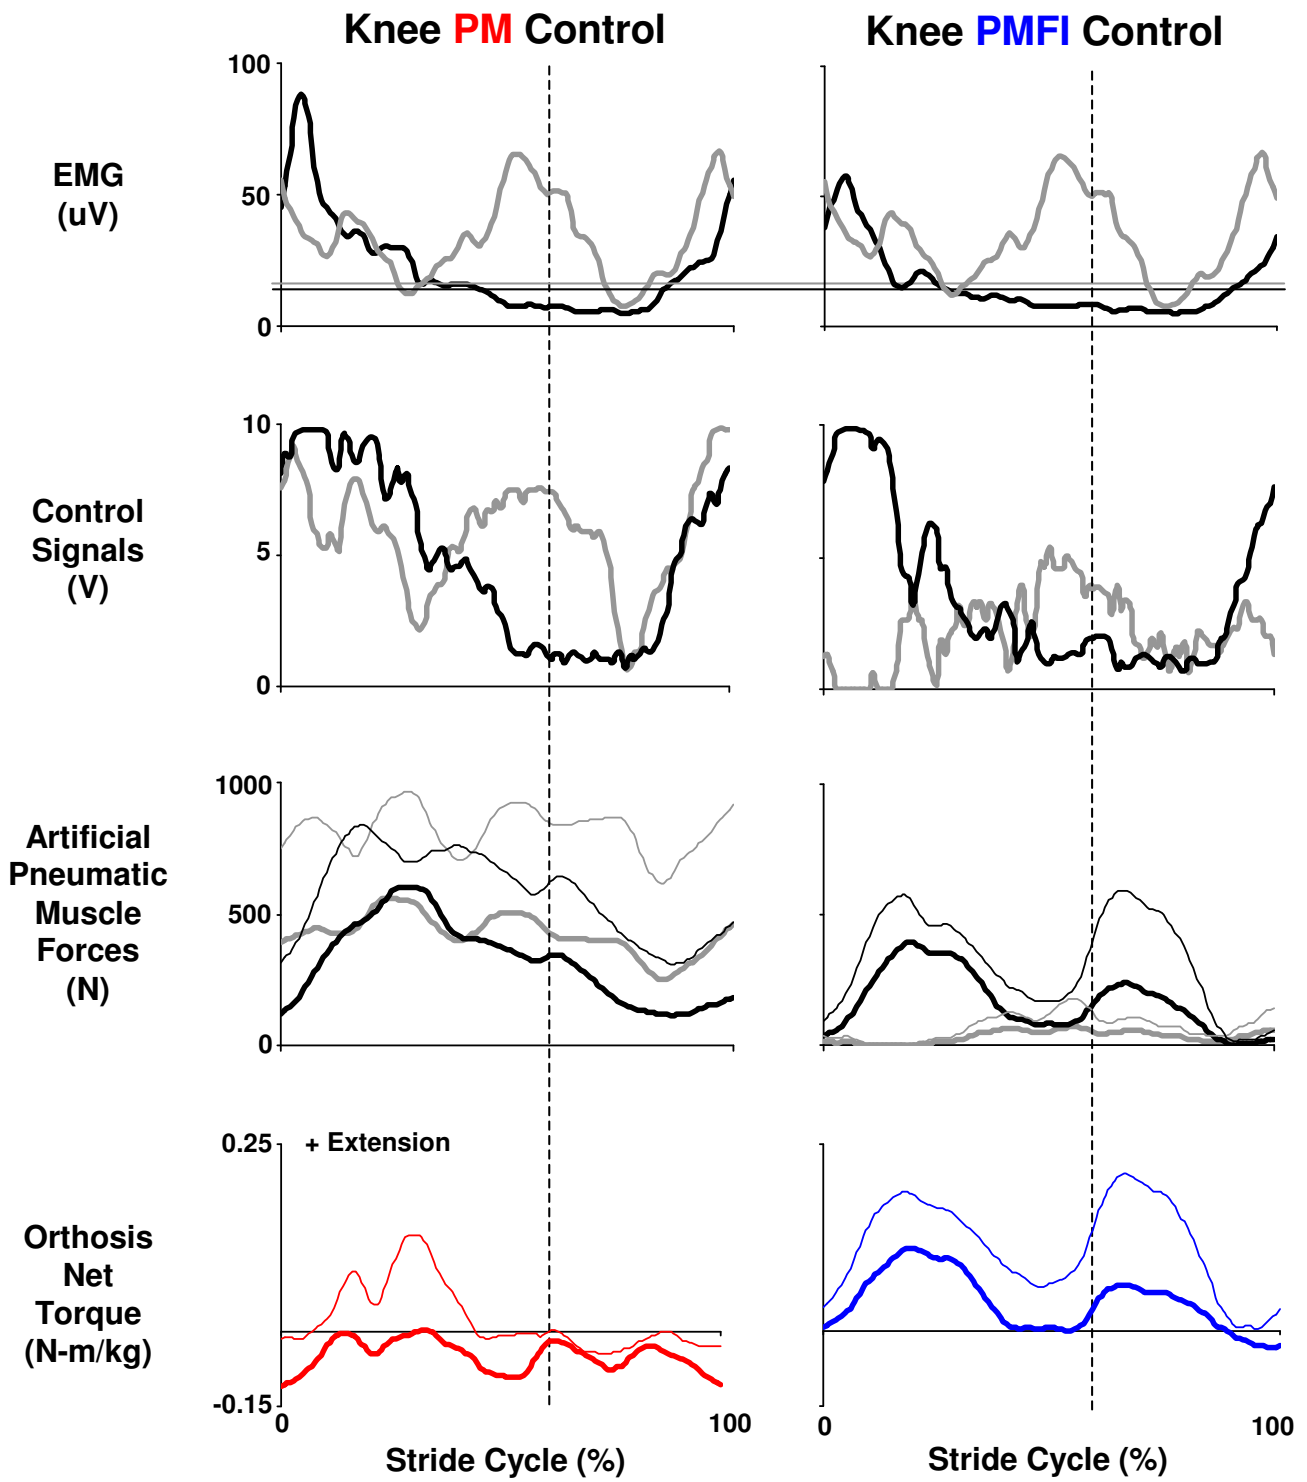 Knee PM Control
Knee PMFI Control
100
EMG
(uV)
50
0
10
Control
Signals
(V)
5
0
1000
Artificial
Pneumatic
Muscle
Forces
(N)
500
0
0.25
+ Extension
Orthosis
Net
Torque
(N-m/kg)
-0.15
0
100
0
100
Stride Cycle (%)
Stride Cycle (%)